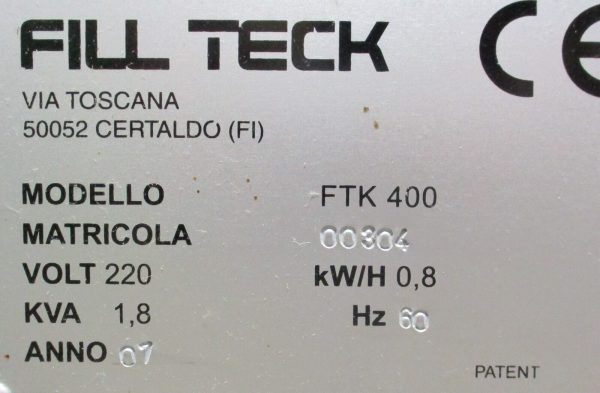 FILL TECK CE
VIA TOSCANA
50052 CERTALDO (FI)
MODELLO FTK 400
MATRICOLA 00304
VOLT 220 kW/H 0,8
KVA 1,8 Hz 60
ANNO 07
PATENT